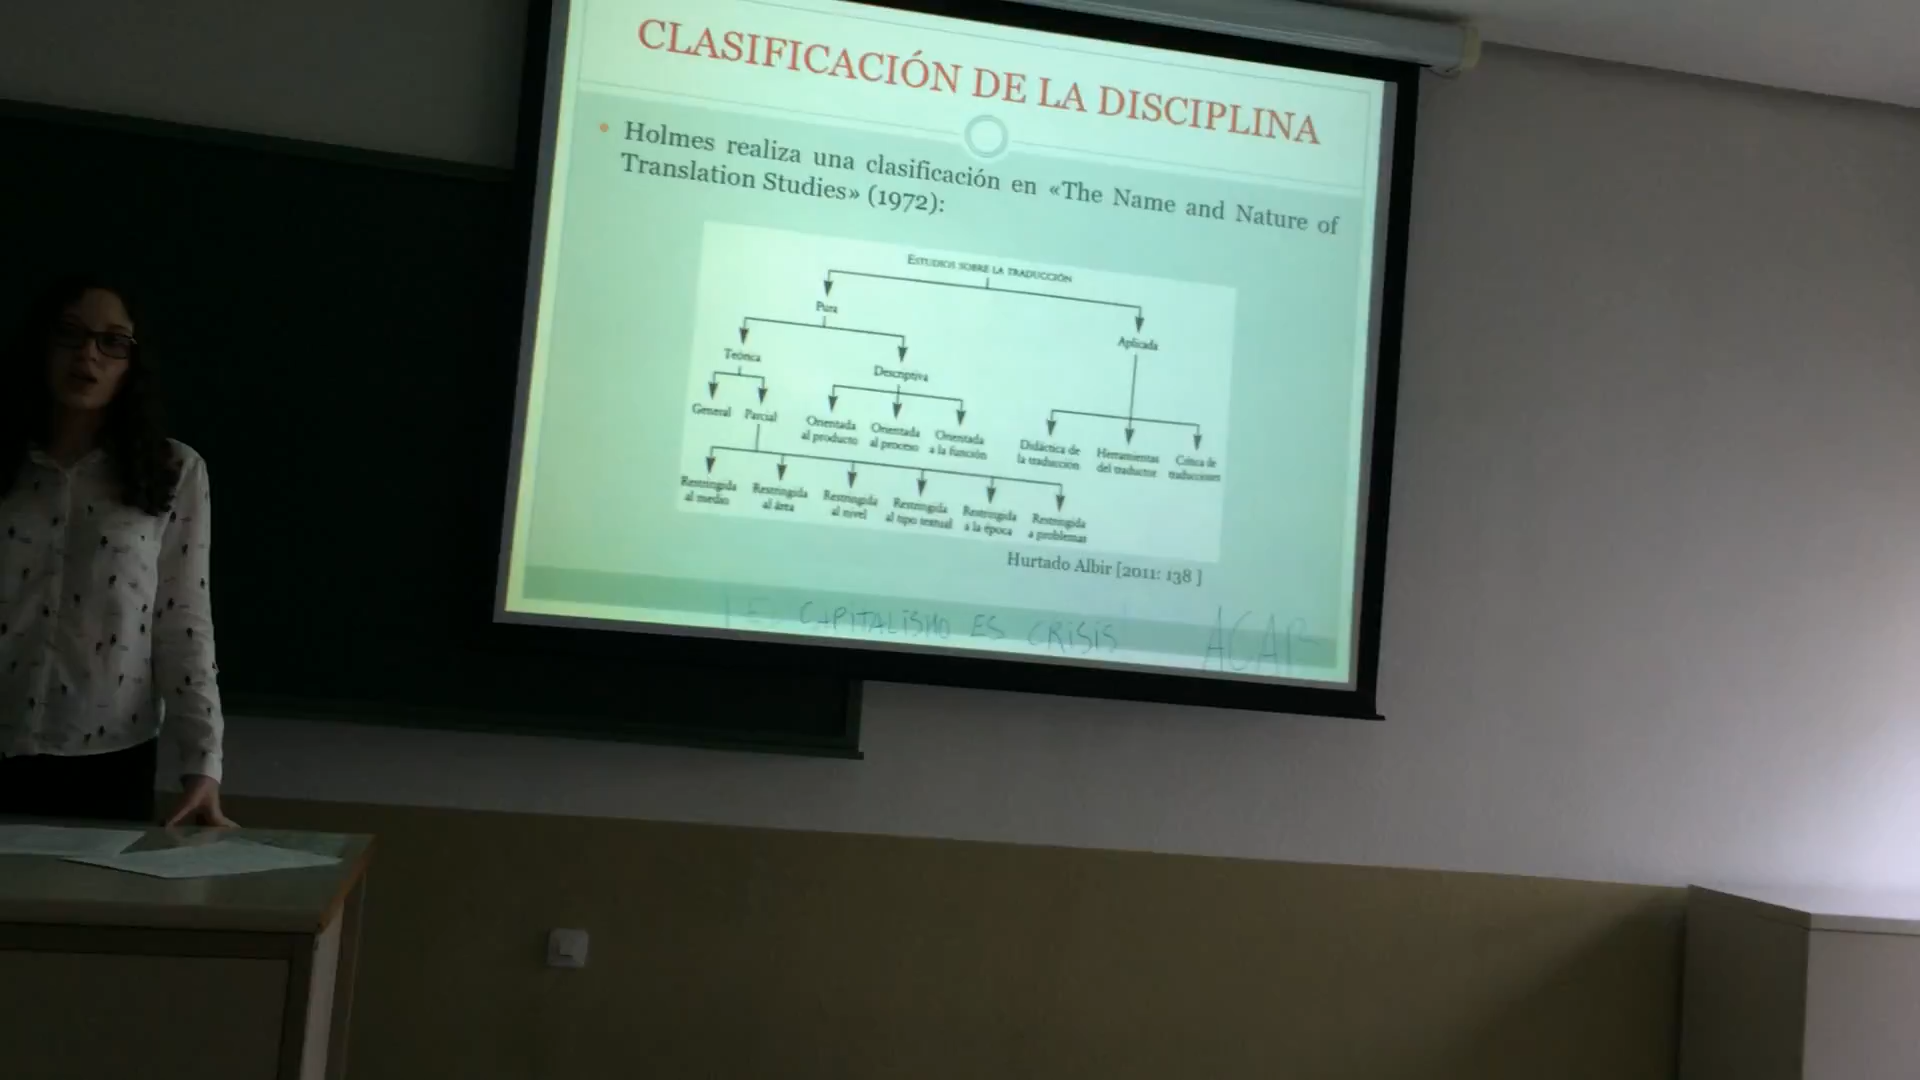 CLASIFICACIÓN DE LA DISCIPLINA
• Holmes realiza una clasificación en «The Name and Nature of
Translation Studies» (1972):
ESTUDIOS SOBRE LA TRADUCCIÓN
Pura
Aplicada
Teórica
Descriptiva
General
Parcial
Orientada
al producto
Orientada
al proceso
Orientada
a la función
Didáctica de
la traducción
Herramientas
del traductor
Crítica de
traducciones
Restringida
al medio
Restringida
al área
Restringida
al nivel
Restringida
al tipo textual
Restringida
a la época
Restringida
a problemas
Hurtado Albir [2011: 138 ]
CAPITALISMO ES CRISIS